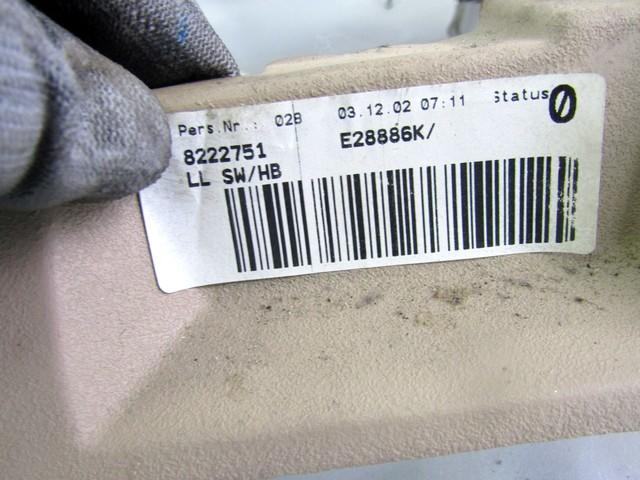 Pers.Nr.: 02B 03.12.02 07:11 Status 0
8222751 E28886K/
LL SW/HB